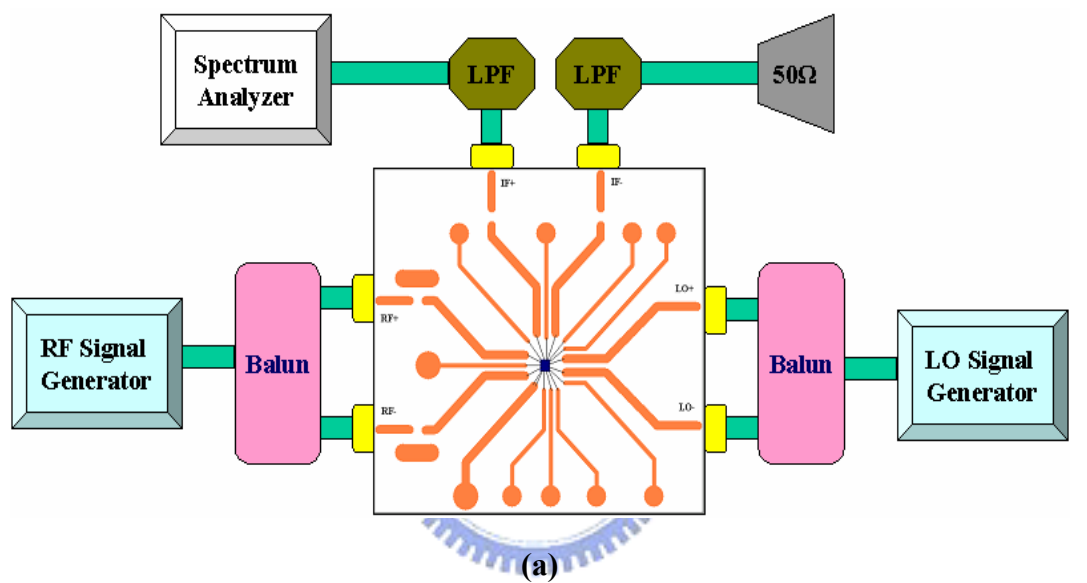 Spectrum
Analyzer
LPF
LPF
50Ω
IF+
IF-
RF Signal
Generator
Balun
RF+
RF-
LO+
LO-
Balun
LO Signal
Generator
(a)